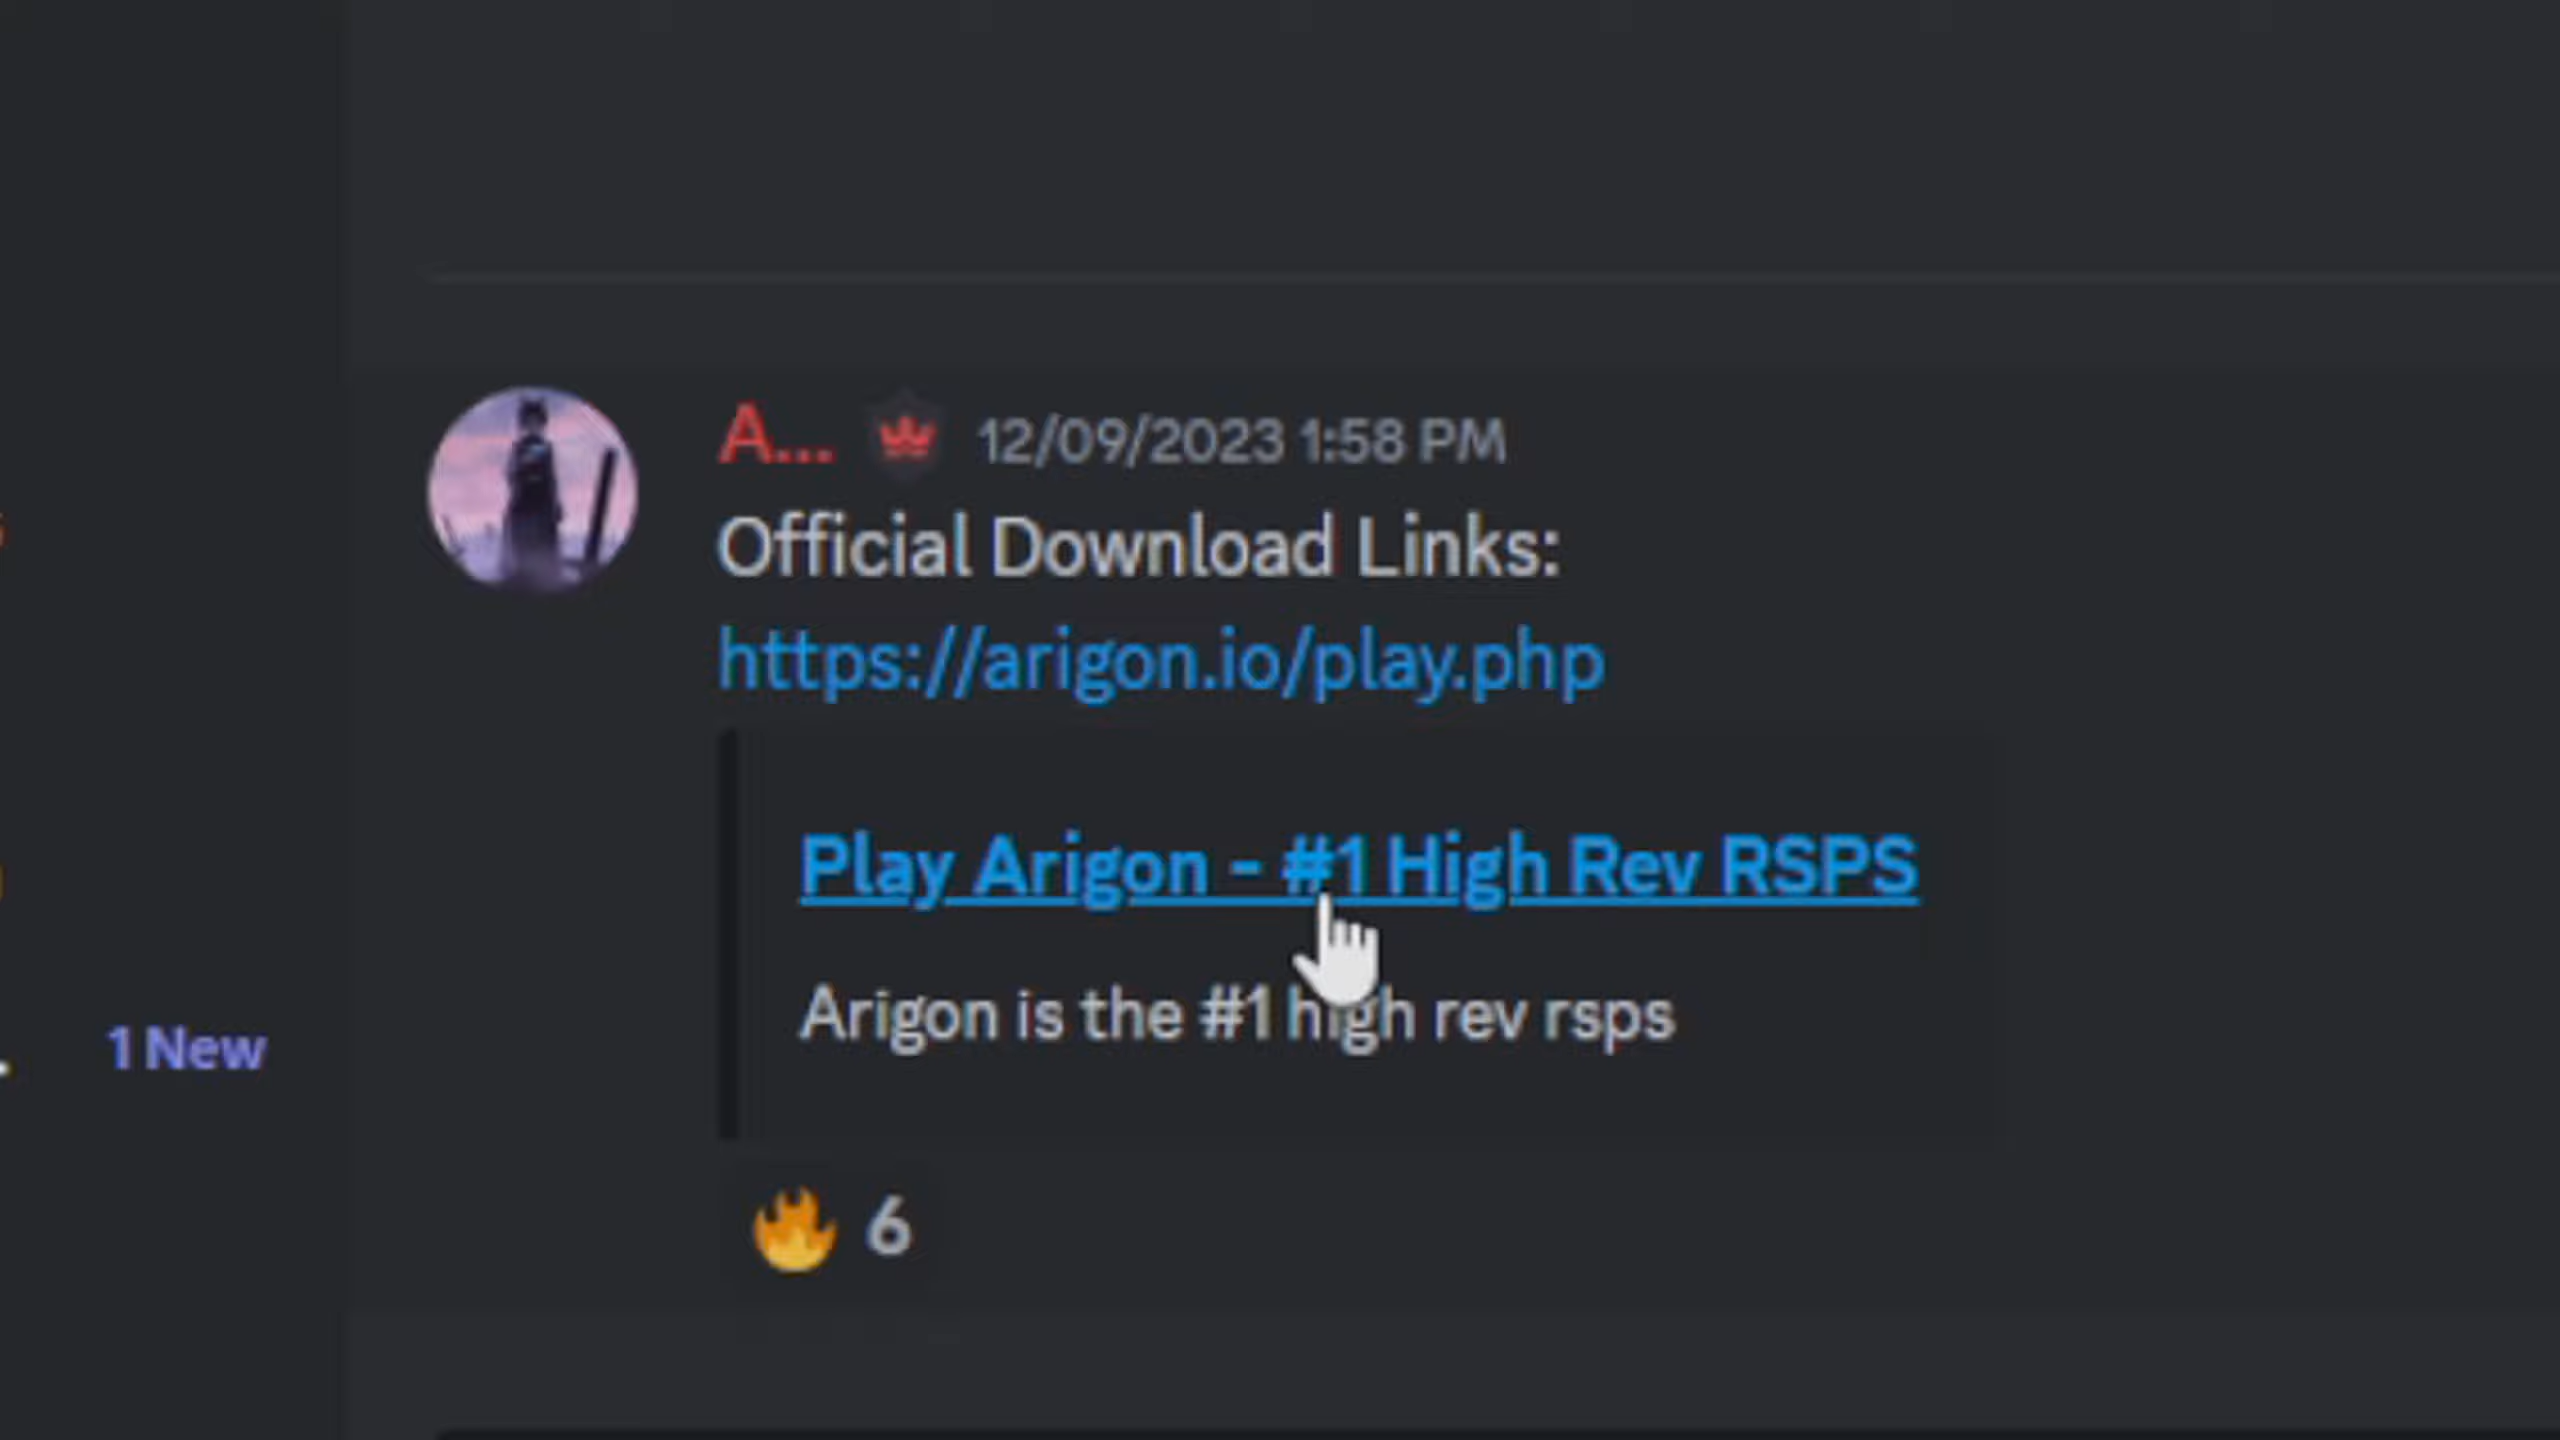 A... 12/09/2023 1:58 PM
Official Download Links:
https://arigon.io/play.php
Play Arigon - #1 High Rev RSPS
Arigon is the #1 high rev rsps
1 New
6